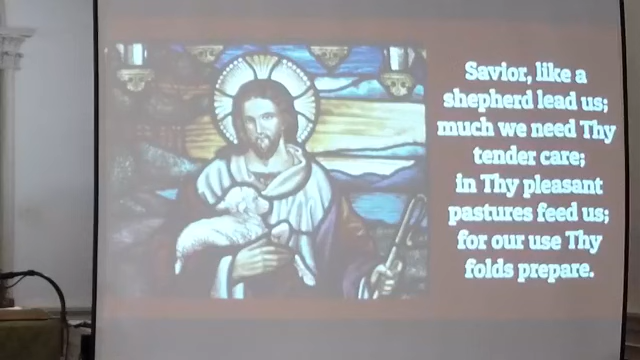 Savior, like a
shepherd lead us;
much we need Thy
tender care;
in Thy pleasant
pastures feed us;
for our use Thy
folds prepare.